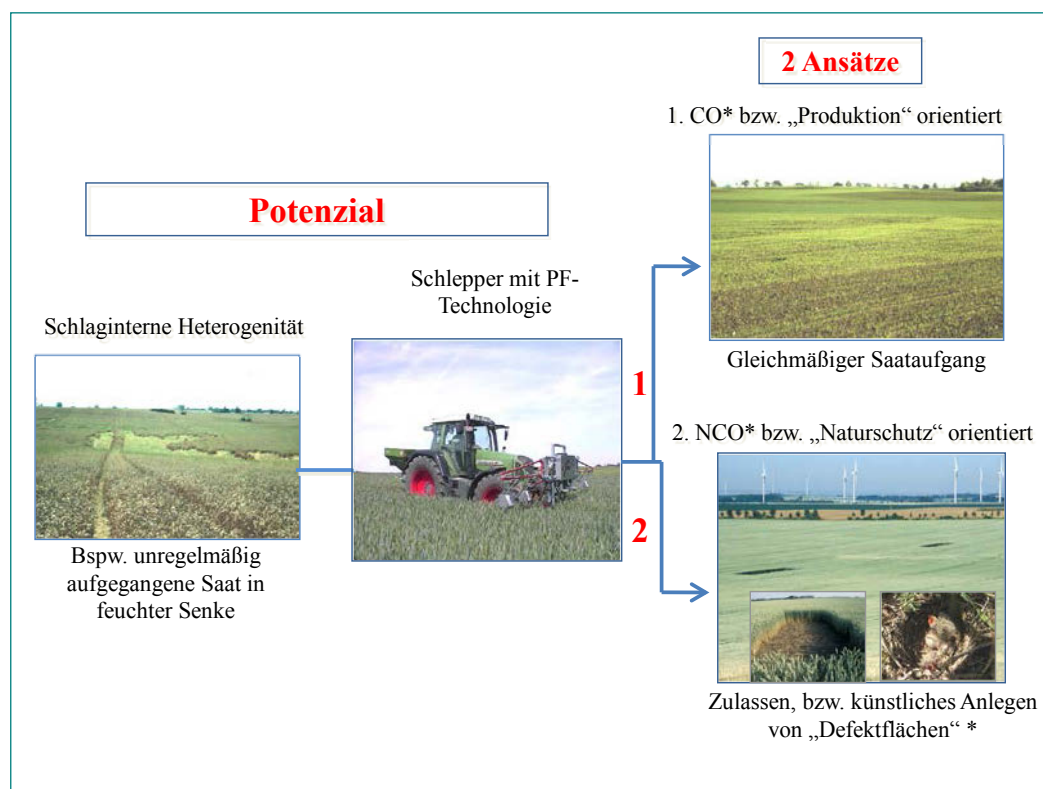 2 Ansätze
1. CO* bzw. „Produktion“ orientiert
Potenzial
Schlepper mit PF-
Technologie
Schlaginterne Heterogenität
Gleichmäßiger Saataufgang
1
2. NCO* bzw. „Naturschutz“ orientiert
2
Bspw. unregelmäßig
aufgegangene Saat in
feuchter Senke
Zulassen, bzw. künstliches Anlegen
von „Defektflächen“ *